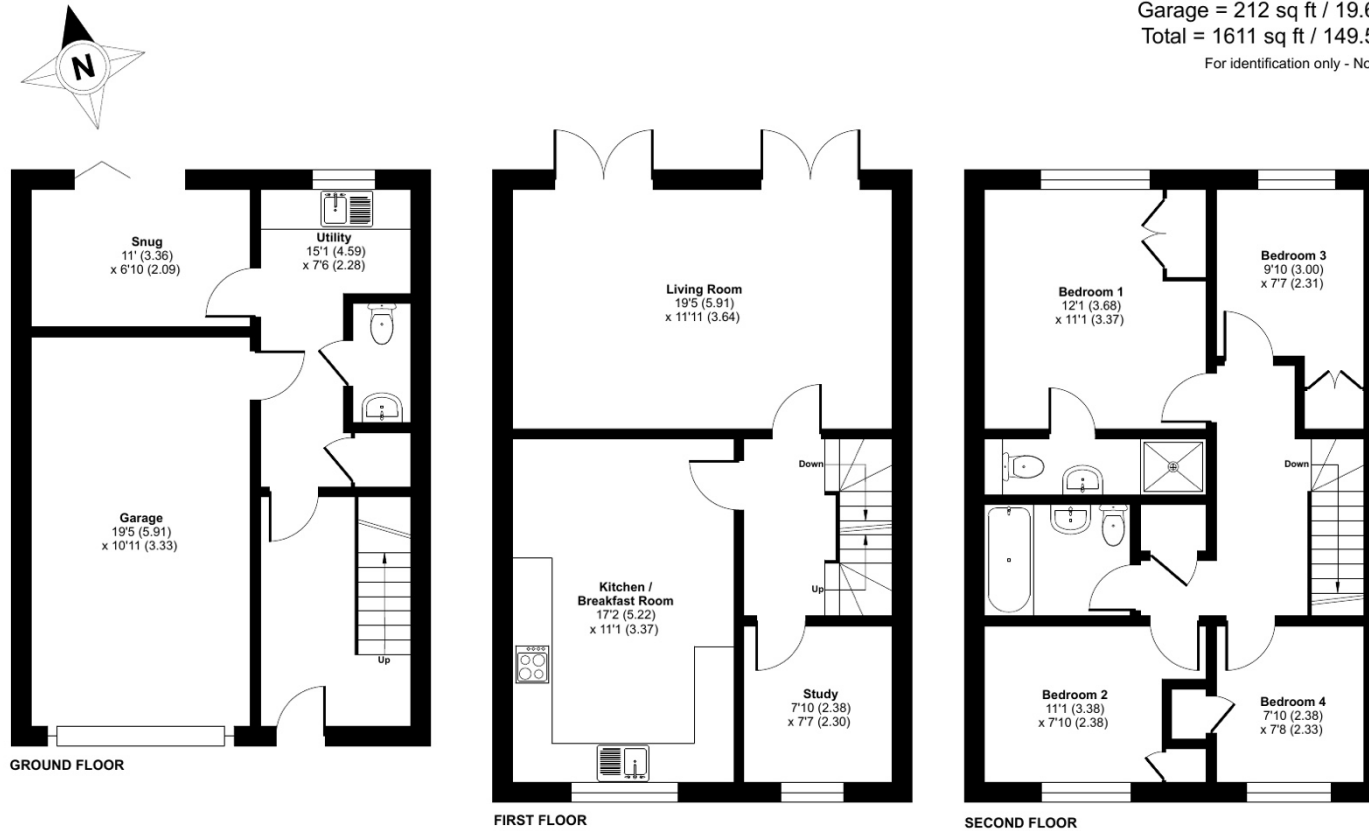 Garage = 212 sq ft / 19.6
Total = 1611 sq ft / 149.5
For identification only - No
N
Snug
11' (3.36)
x 6'10 (2.09)
Utility
15'1 (4.59)
x 7'6 (2.28)
Garage
19'5 (5.91)
x 10'11 (3.33)
Up
GROUND FLOOR
Living Room
19'5 (5.91)
x 11'11 (3.64)
Down
Kitchen /
Breakfast Room
17'2 (5.22)
x 11'1 (3.37)
Up
Study
7'10 (2.38)
x 7'7 (2.30)
FIRST FLOOR
Bedroom 1
12'1 (3.68)
x 11'1 (3.37)
Bedroom 3
9'10 (3.00)
x 7'7 (2.31)
Down
Bedroom 2
11'1 (3.38)
x 7'10 (2.38)
Bedroom 4
7'10 (2.38)
x 7'8 (2.33)
SECOND FLOOR